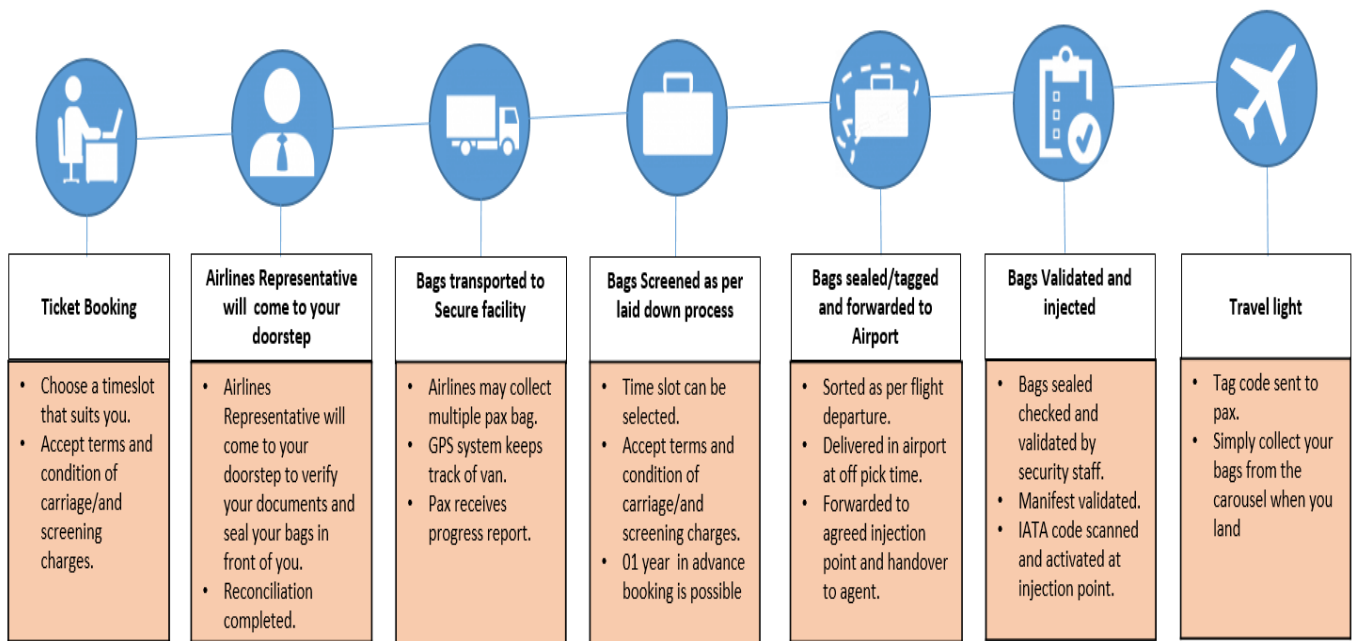 Ticket Booking
• Choose a timeslot
that suits you.
• Accept terms and
condition of
carriage/and
screening
charges.
Airlines Representative
will come to your
doorstep
• Airlines
Representative will
come to your
doorstep to verify
your documents and
seal your bags in
front of you.
• Reconciliation
completed.
Bags transported to
Secure facility
• Airlines may collect
multiple pax bag.
• GPS system keeps
track of van.
• Pax receives
progress report.
Bags Screened as per
laid down process
• Time slot can be
selected.
• Accept terms and
condition of
carriage/and
screening charges.
• 01 year in advance
booking is possible
Bags sealed/tagged
and forwarded to
Airport
• Sorted as per flight
departure.
• Delivered in airport
at off pick time.
• Forwarded to
agreed injection
point and handover
to agent.
Bags Validated and
injected
• Bags sealed
checked and
validated by
security staff.
• Manifest validated.
• IATA code scanned
and activated at
injection point.
Travel light
• Tag code sent to
pax.
• Simply collect your
bags from the
carousel when you
land